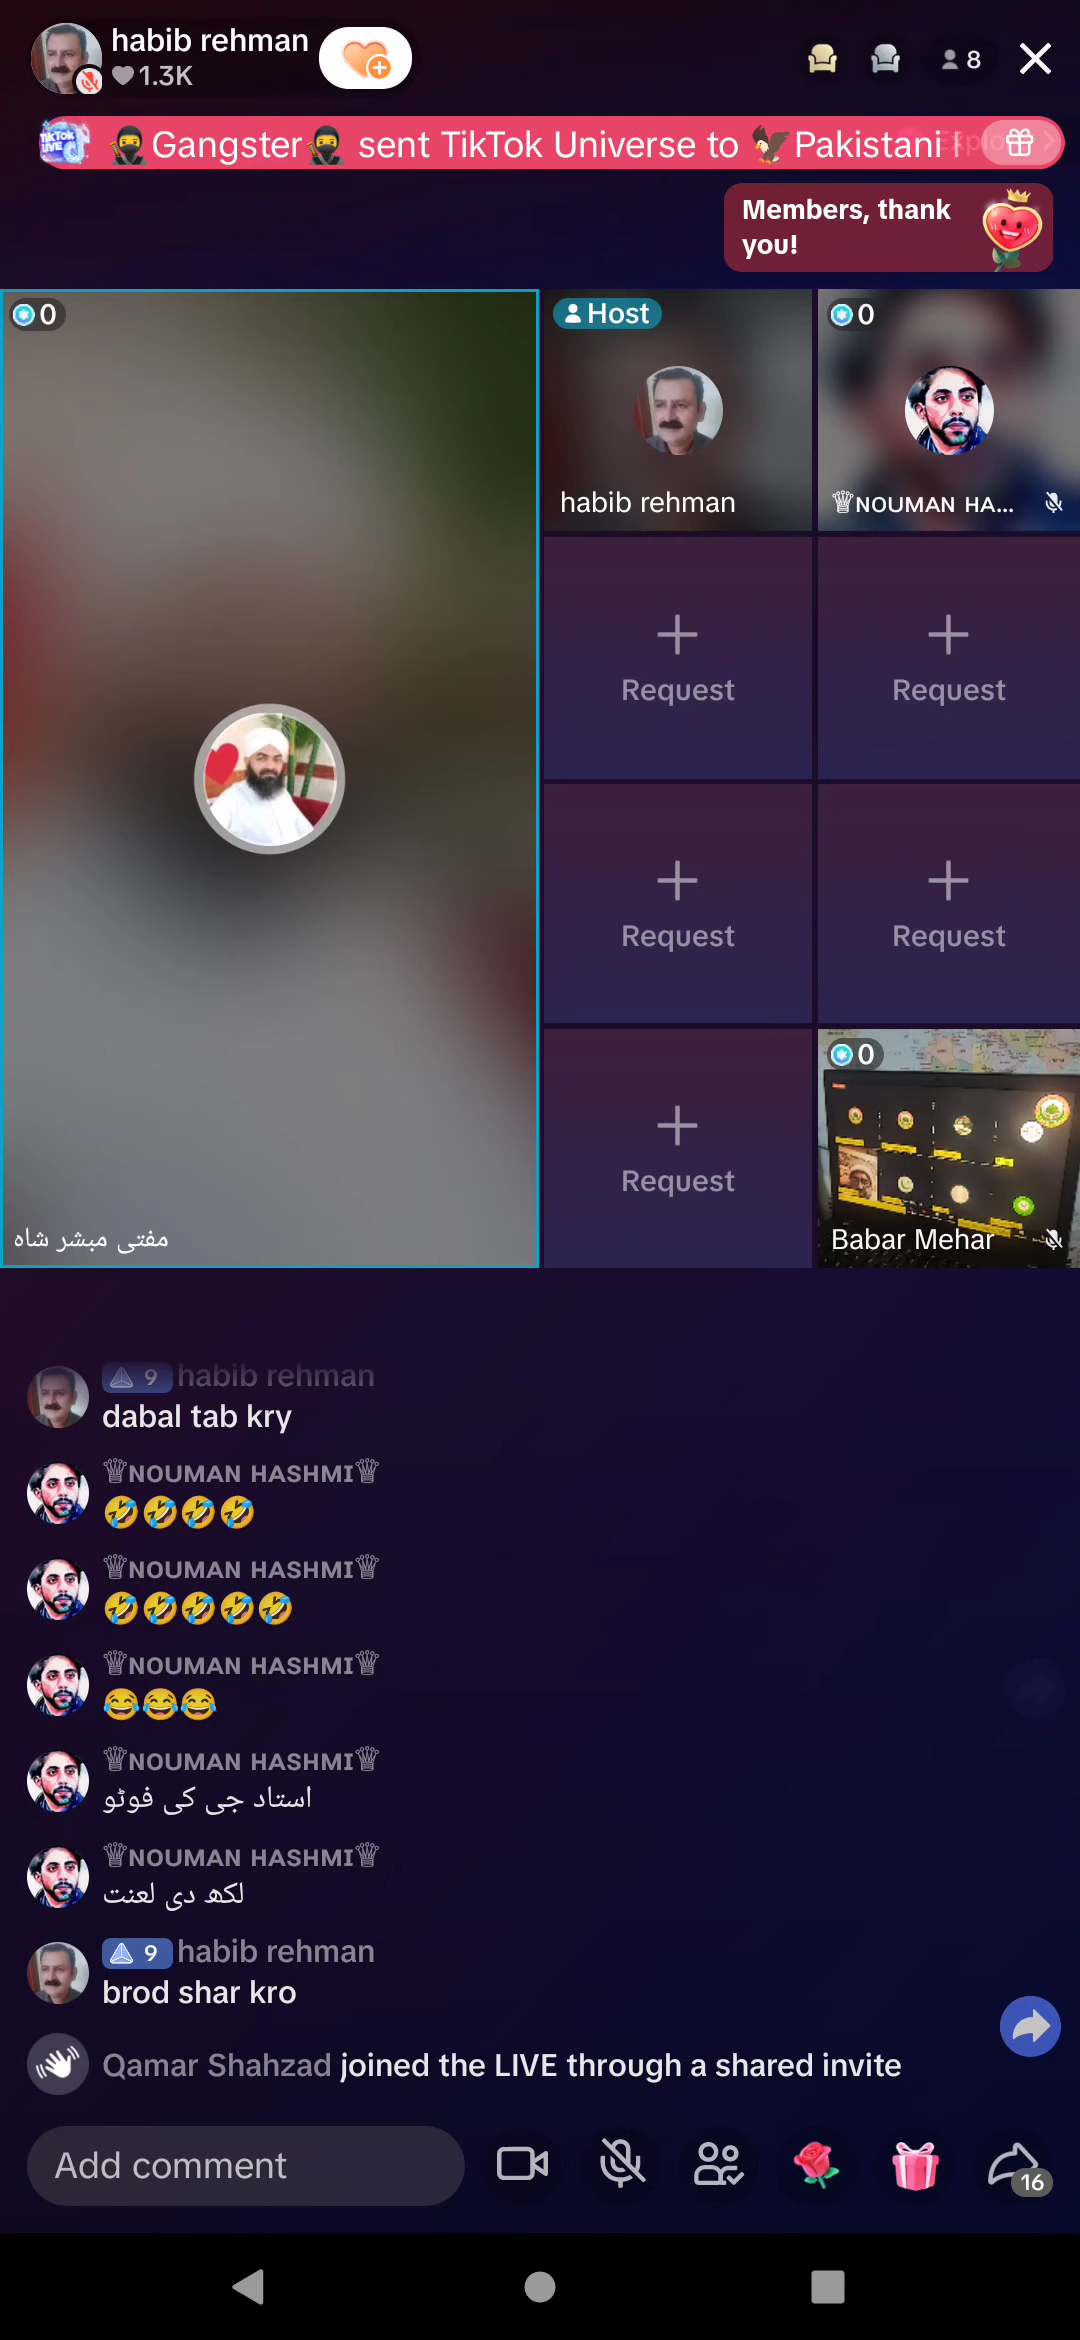 habib rehman
1.3K
8
🥷Gangster🥷 sent TikTok Universe to 🦅Pakistani
Members, thank
you!
0
Host
0
habib rehman
♕NOUMAN HA...
Request
Request
Request
Request
Request
0
Babar Mehar
مفتی مبشر شاہ
9 habib rehman
dabal tab kry
♕NOUMAN HASHMI♕
🤣🤣🤣🤣
♕NOUMAN HASHMI♕
🤣🤣🤣🤣🤣
♕NOUMAN HASHMI♕
😂😂😂
♕NOUMAN HASHMI♕
استاد جی کی فوٹو
♕NOUMAN HASHMI♕
لکھ دی لعنت
9 habib rehman
brod shar kro
Qamar Shahzad joined the LIVE through a shared invite
Add comment
16